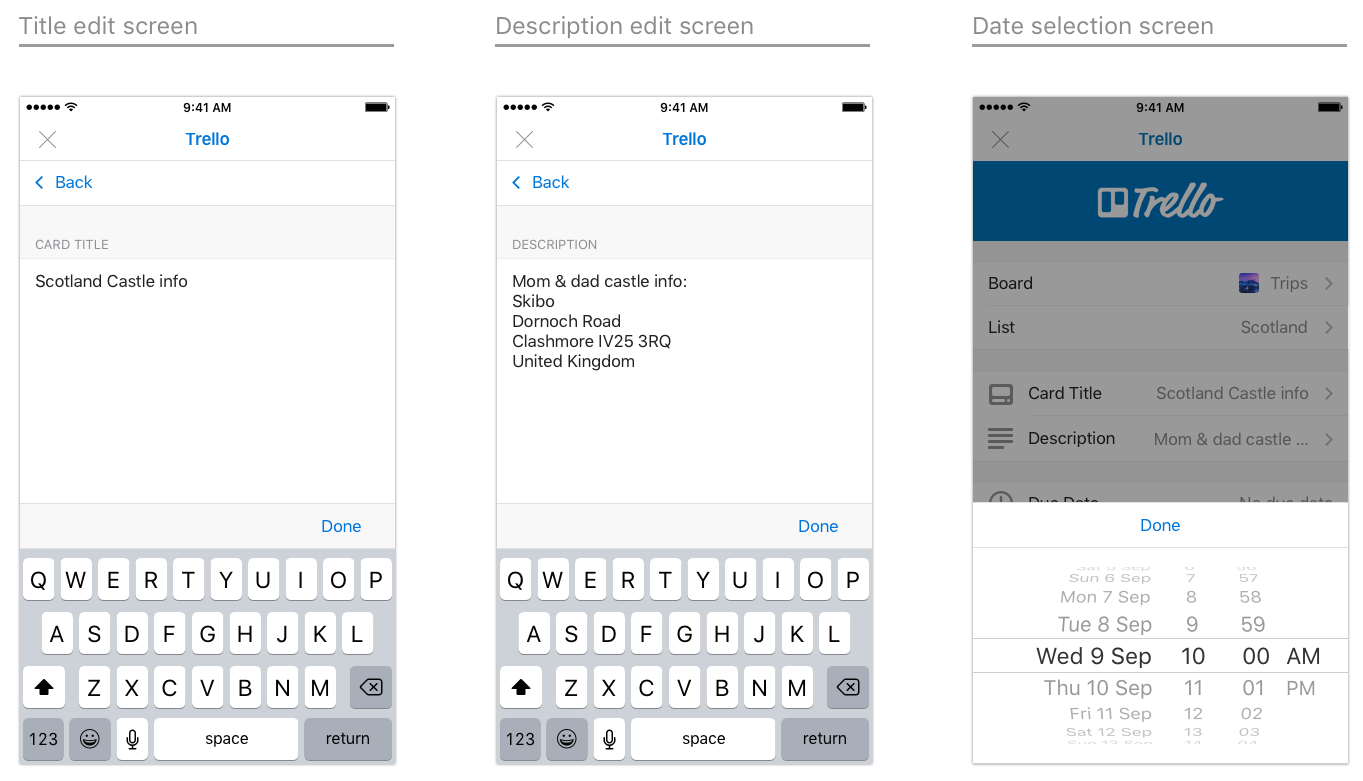 Title edit screen
9:41 AM
Trello
Back
CARD TITLE
Scotland Castle info
Done
Q W E R T Y U I O P
A S D F G H J K L
Z X C V B N M
123 space return
Description edit screen
9:41 AM
Trello
Back
DESCRIPTION
Mom & dad castle info:
Skibo
Dornoch Road
Clashmore IV25 3RQ
United Kingdom
Done
Q W E R T Y U I O P
A S D F G H J K L
Z X C V B N M
123 space return
Date selection screen
9:41 AM
Trello
Trello
Board Trips
List Scotland
Card Title Scotland Castle info
Description Mom & dad castle ...
Due Date No due date
Done
Sat 5 Sep 6 56
Sun 6 Sep 7 57
Mon 7 Sep 8 58
Tue 8 Sep 9 59
Wed 9 Sep 10 00 AM
Thu 10 Sep 11 01 PM
Fri 11 Sep 12 02
Sat 12 Sep 13 03
Sun 13 Sep 14 04